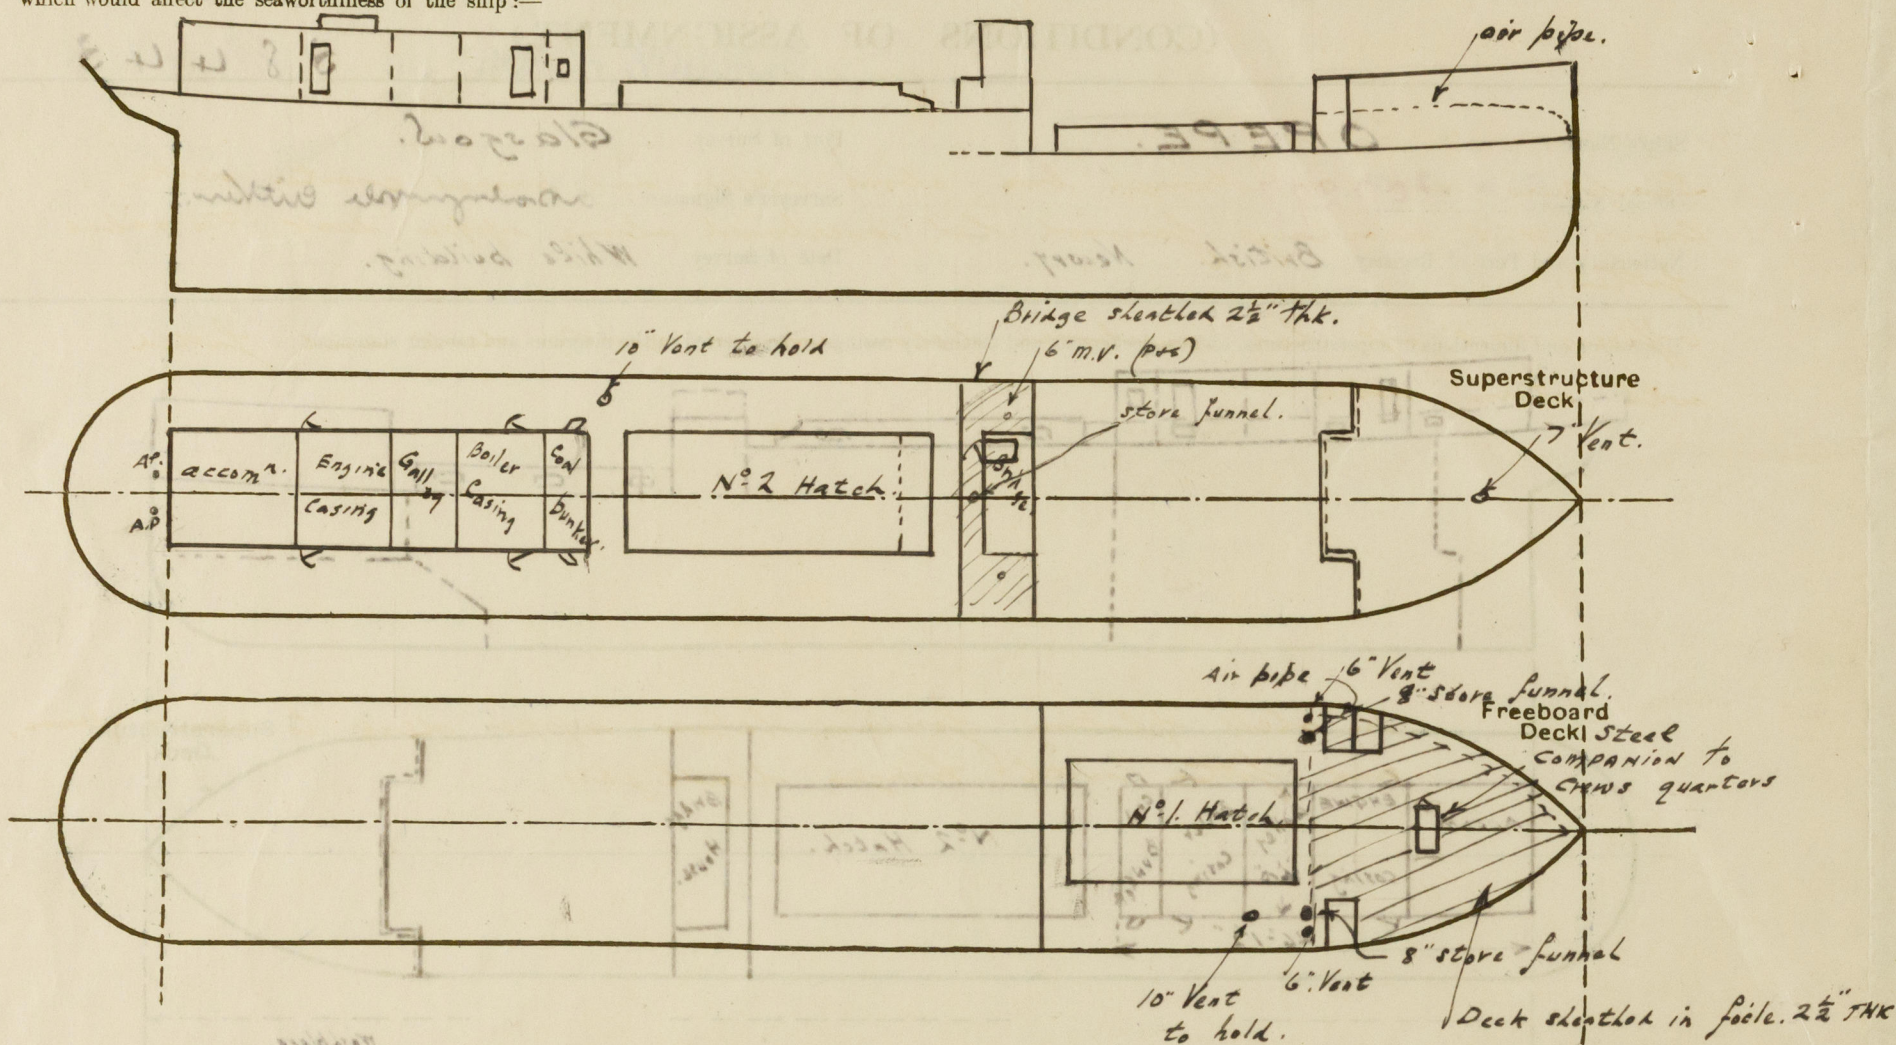 which would affect the seaworthiness of the ship :—
air pipe.
Bridge sheathed 2½" Thk.
10" Vent to hold
6" m.v. (p+s)
Superstructure
Deck
store funnel.
7" Vent.
A.P.
A.P.
accomn.
Engine
Casing
Galley
Boiler
Casing
Coal
bunker.
No 2 Hatch
Air pipe
6" Vent
8" store funnel.
Freeboard
Deck
Steel
Companion to
Crews quarters
No 1. Hatch
8" store funnel
6" Vent
10" Vent
to hold.
Deck sheathed in focle. 2½" THK